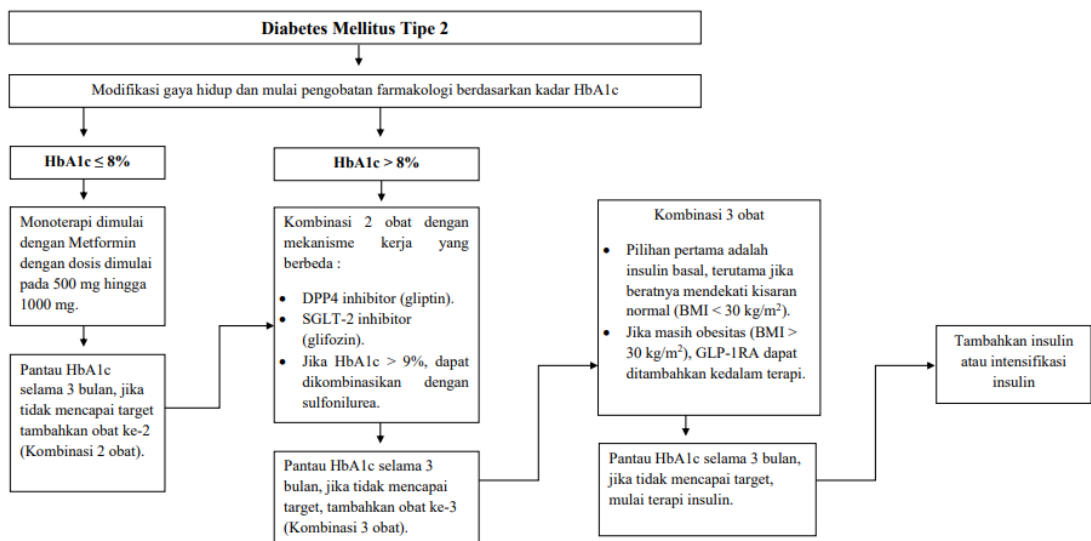 Diabetes Mellitus Tipe 2
Modifikasi gaya hidup dan mulai pengobatan farmakologi berdasarkan kadar HbA1c
HbA1c ≤ 8%
Monoterapi dimulai
dengan Metformin
dengan dosis dimulai
pada 500 mg hingga
1000 mg.
Pantau HbA1c
selama 3 bulan, jika
tidak mencapai target
tambahkan obat ke-2
(Kombinasi 2 obat).
HbA1c > 8%
Kombinasi 2 obat dengan
mekanisme kerja yang
berbeda :
• DPP4 inhibitor (gliptin).
• SGLT-2 inhibitor
(glifozin).
• Jika HbA1c > 9%, dapat
dikombinasikan dengan
sulfonilurea.
Pantau HbA1c selama 3
bulan, jika tidak mencapai
target, tambahkan obat ke-3
(Kombinasi 3 obat).
Kombinasi 3 obat
• Pilihan pertama adalah
insulin basal, terutama jika
beratnya mendekati kisaran
normal (BMI < 30 kg/m²).
• Jika masih obesitas (BMI >
30 kg/m²), GLP-1RA dapat
ditambahkan kedalam terapi.
Pantau HbA1c selama 3 bulan,
jika tidak mencapai target,
mulai terapi insulin.
Tambahkan insulin
atau intensifikasi
insulin